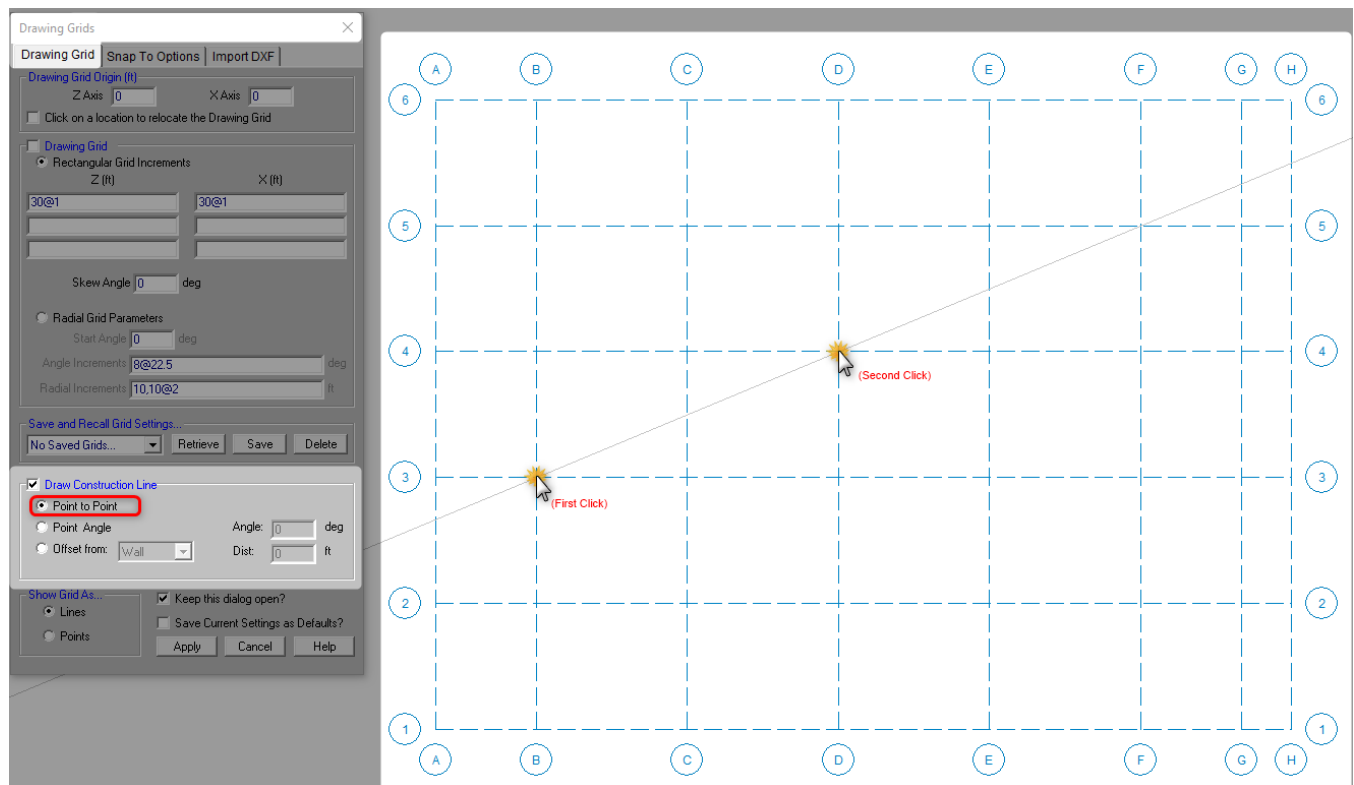 Drawing Grids
Drawing Grid Snap To Options Import DXF
Drawing Grid Origin (ft)
Z Axis 0 X Axis 0
Click on a location to relocate the Drawing Grid
Drawing Grid
Rectangular Grid Increments
Z (ft) X (ft)
30@1 30@1
Skew Angle 0 deg
Radial Grid Parameters
Start Angle 0 deg
Angle Increments 8@22.5 deg
Radial Increments 10,10@2 ft
Save and Recall Grid Settings...
No Saved Grids... Retrieve Save Delete
Draw Construction Line
Point to Point
Point Angle Angle: 0 deg
Offset from: Wall Dist: 0 ft
Show Grid As...
Lines
Points
Keep this dialog open?
Save Current Settings as Defaults?
Apply Cancel Help
A B C D E F G H
6 6
5 5
4 4
(Second Click)
3 3
(First Click)
2 2
1 1
A B C D E F G H